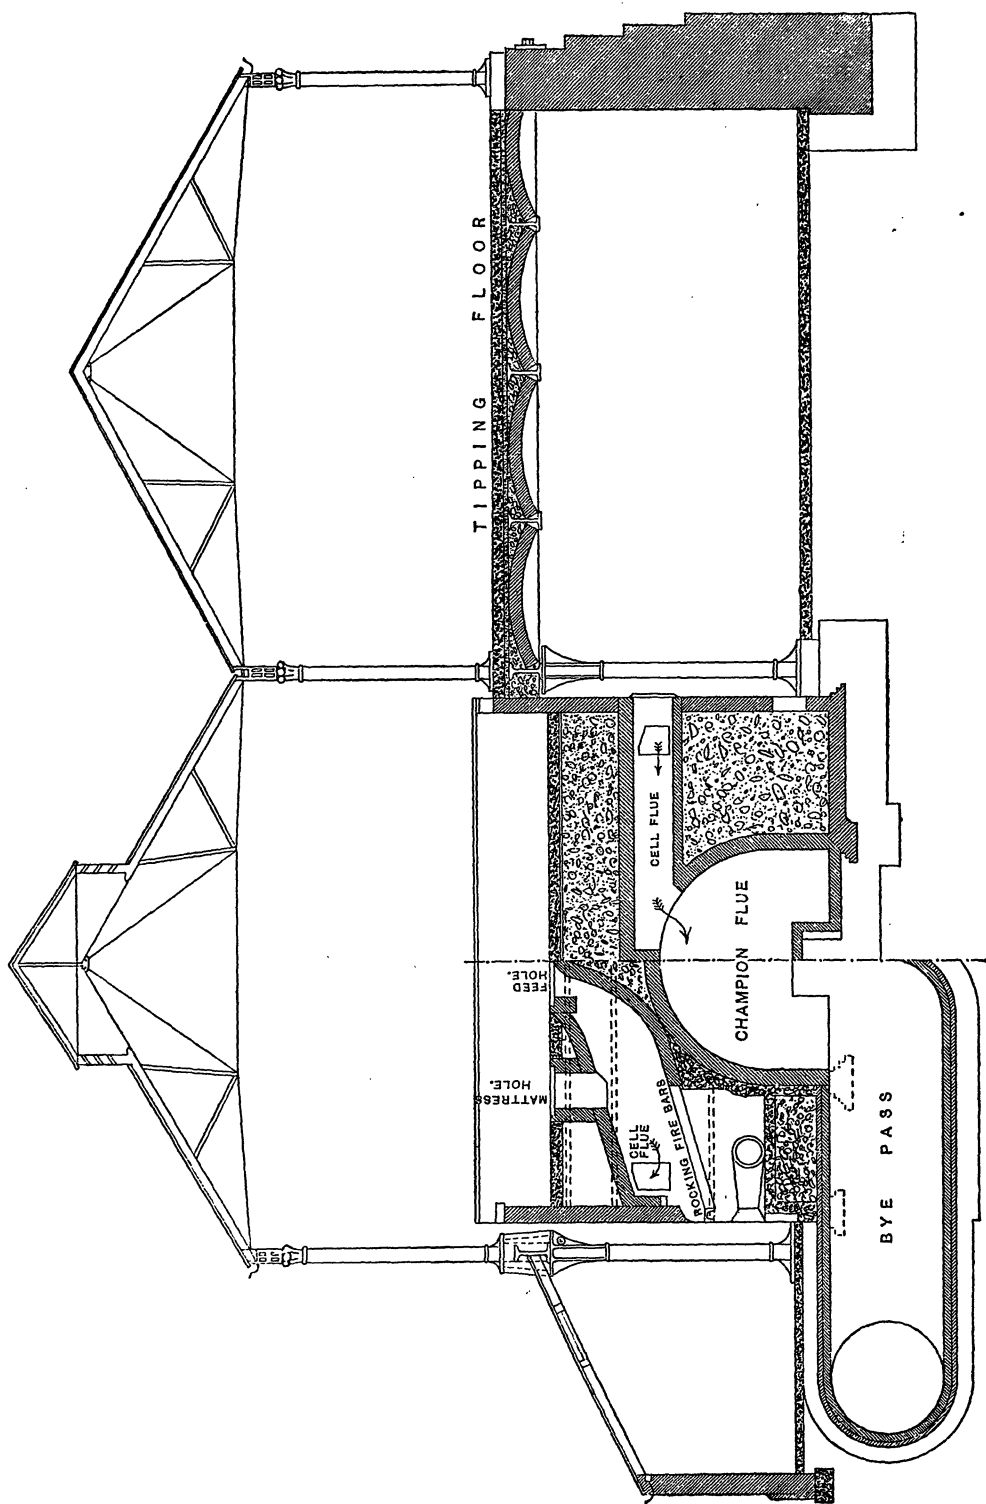 TIPPING FLOOR
FEED
HOLE.
MATTRESS
HOLE.
CELL FLUE
CELL
FLUE
ROCKING FIRE BARS
CHAMPION FLUE
BYE PASS